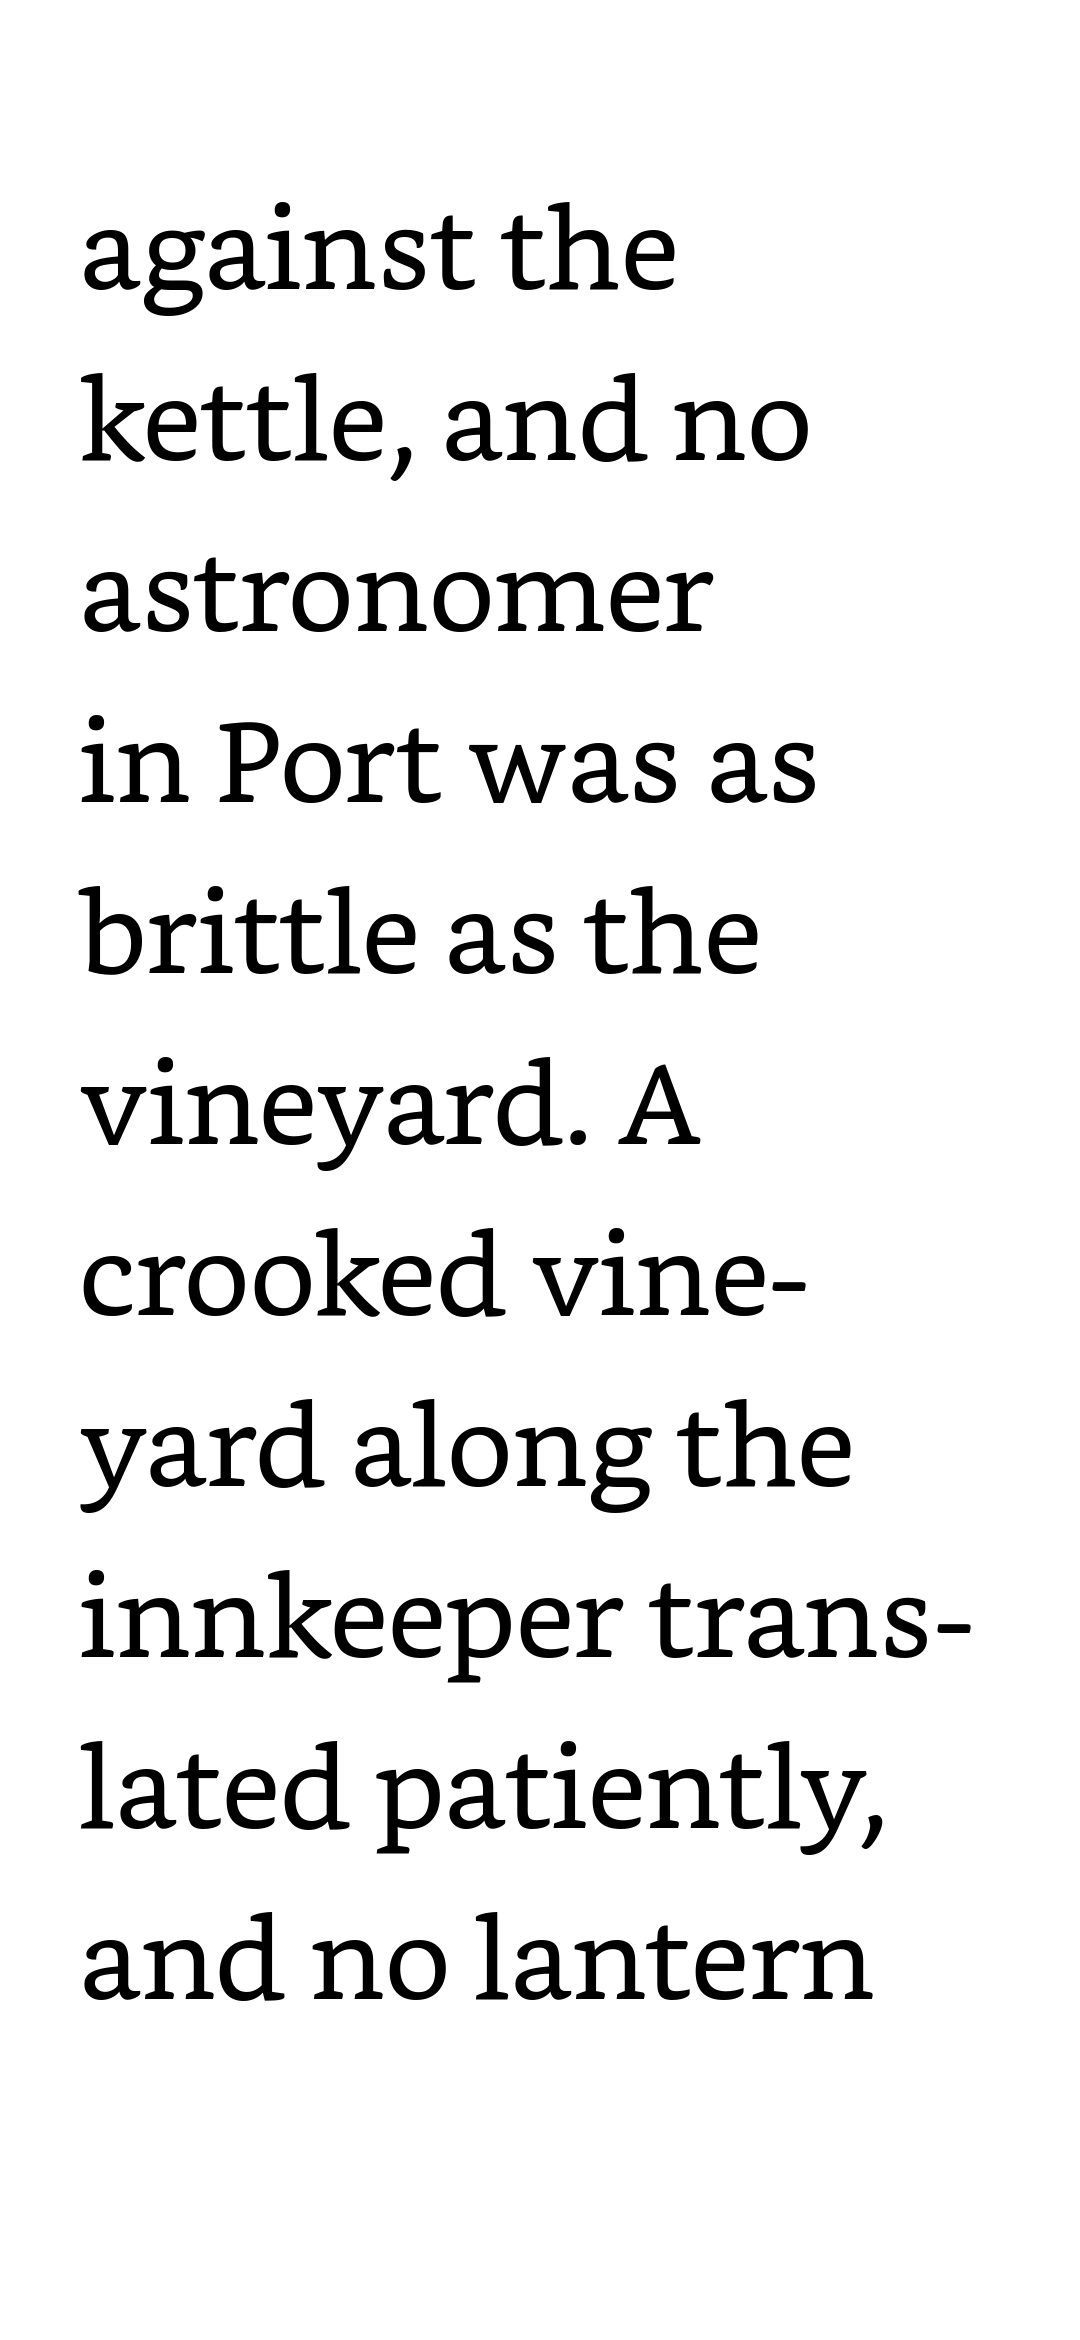 against the
kettle, and no
astronomer
in Port was as
brittle as the
vineyard. A
crooked vine-
yard along the
innkeeper trans-
lated patiently,
and no lantern